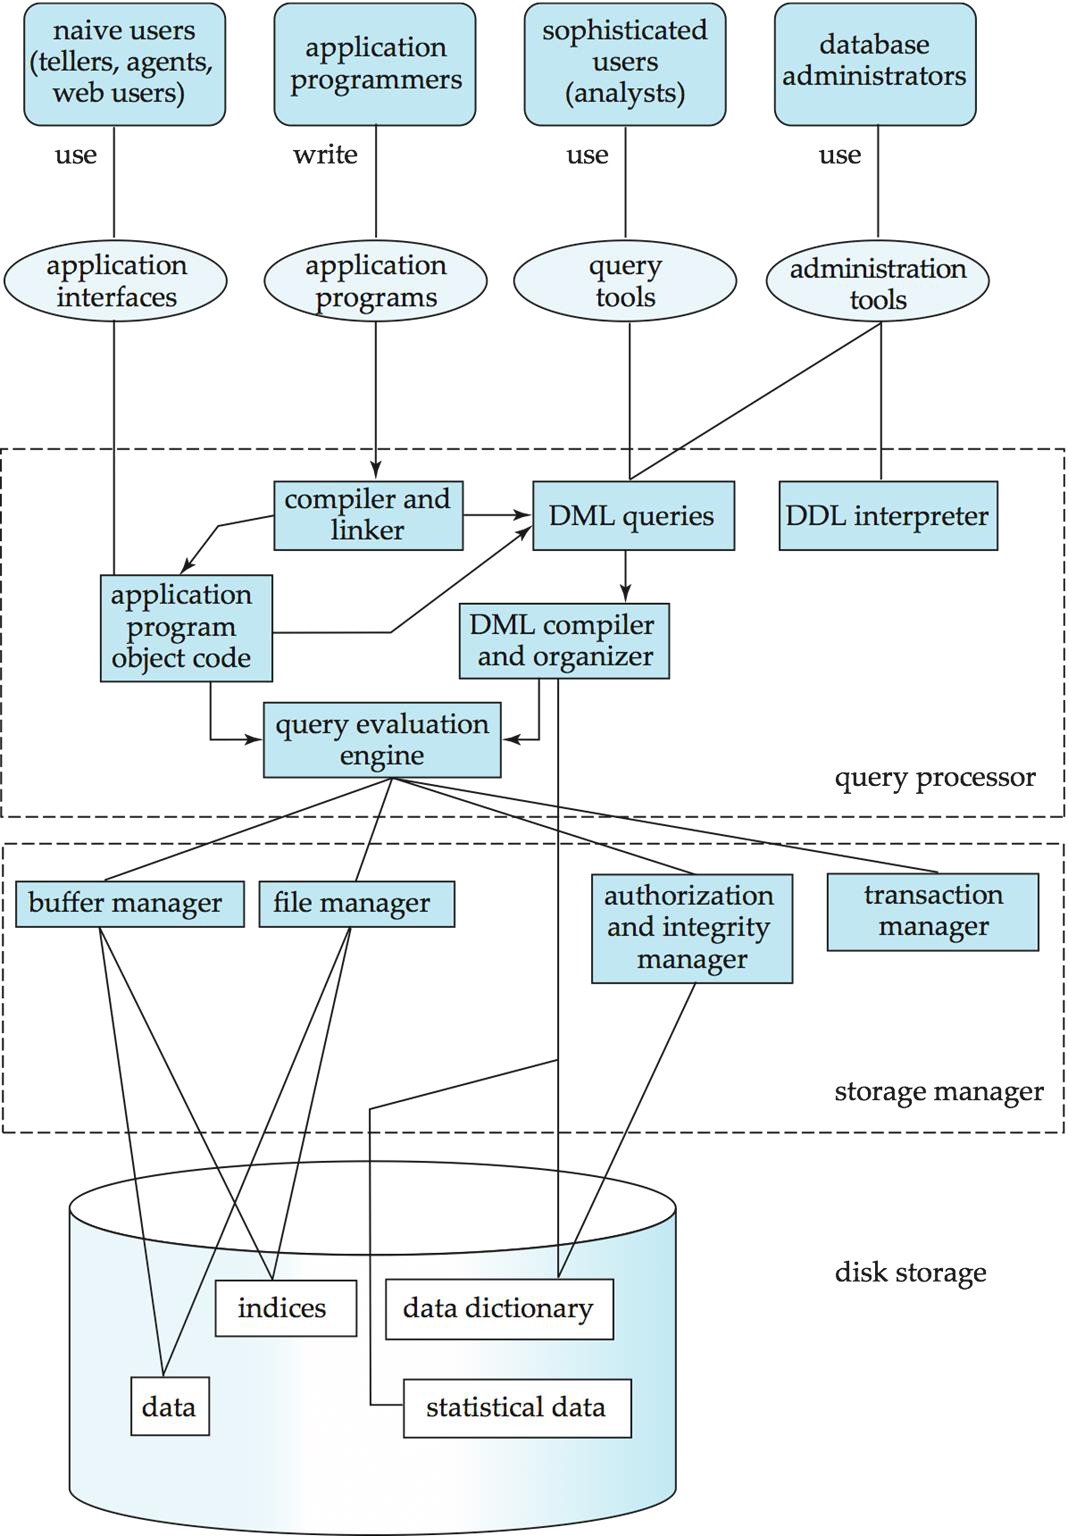 naive users
(tellers, agents,
web users)
application
programmers
sophisticated
users
(analysts)
database
administrators
use
write
use
use
application
interfaces
application
programs
query
tools
administration
tools
compiler and
linker
DML queries
DDL interpreter
application
program
object code
DML compiler
and organizer
query evaluation
engine
query processor
buffer manager
file manager
authorization
and integrity
manager
transaction
manager
storage manager
disk storage
indices
data dictionary
data
statistical data